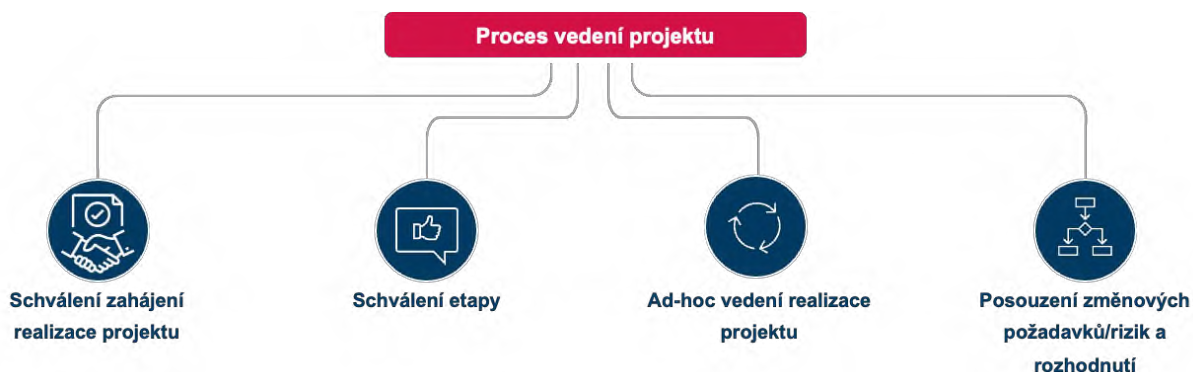 Proces vedení projektu
Schválení zahájení
realizace projektu
Schválení etapy
Ad-hoc vedení realizace
projektu
Posouzení změnových
požadavků/rizik a
rozhodnutí